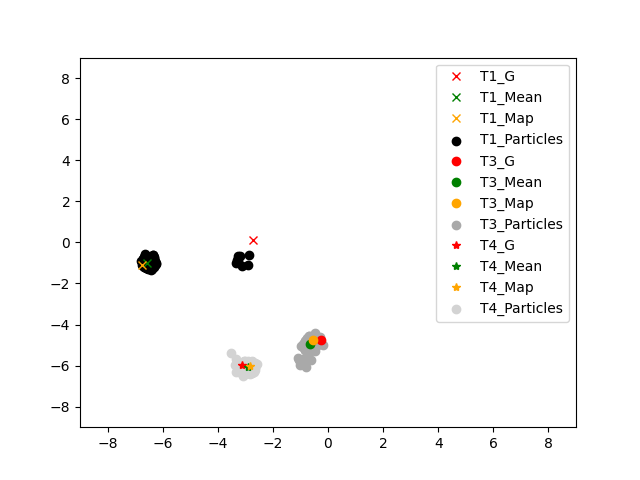 8
6
4
2
0
−2
−4
−6
−8
−8 −6 −4 −2 0 2 4 6 8
T1_G
T1_Mean
T1_Map
T1_Particles
T3_G
T3_Mean
T3_Map
T3_Particles
T4_G
T4_Mean
T4_Map
T4_Particles